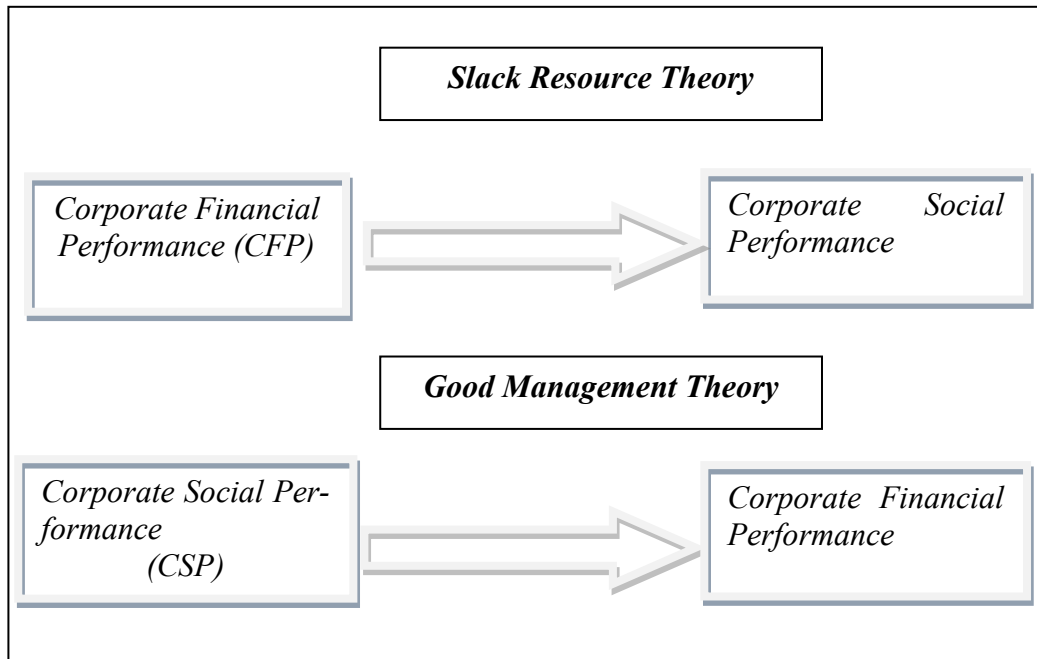 Slack Resource Theory
Corporate Financial
Performance (CFP)
Corporate Social
Performance
Good Management Theory
Corporate Social Per-
formance
(CSP)
Corporate Financial
Performance